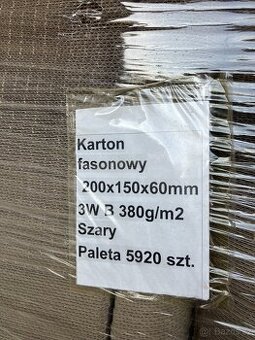 Karton
fasonowy
200x150x60mm
3W B 380g/m2
Szary
Paleta 5920 szt.